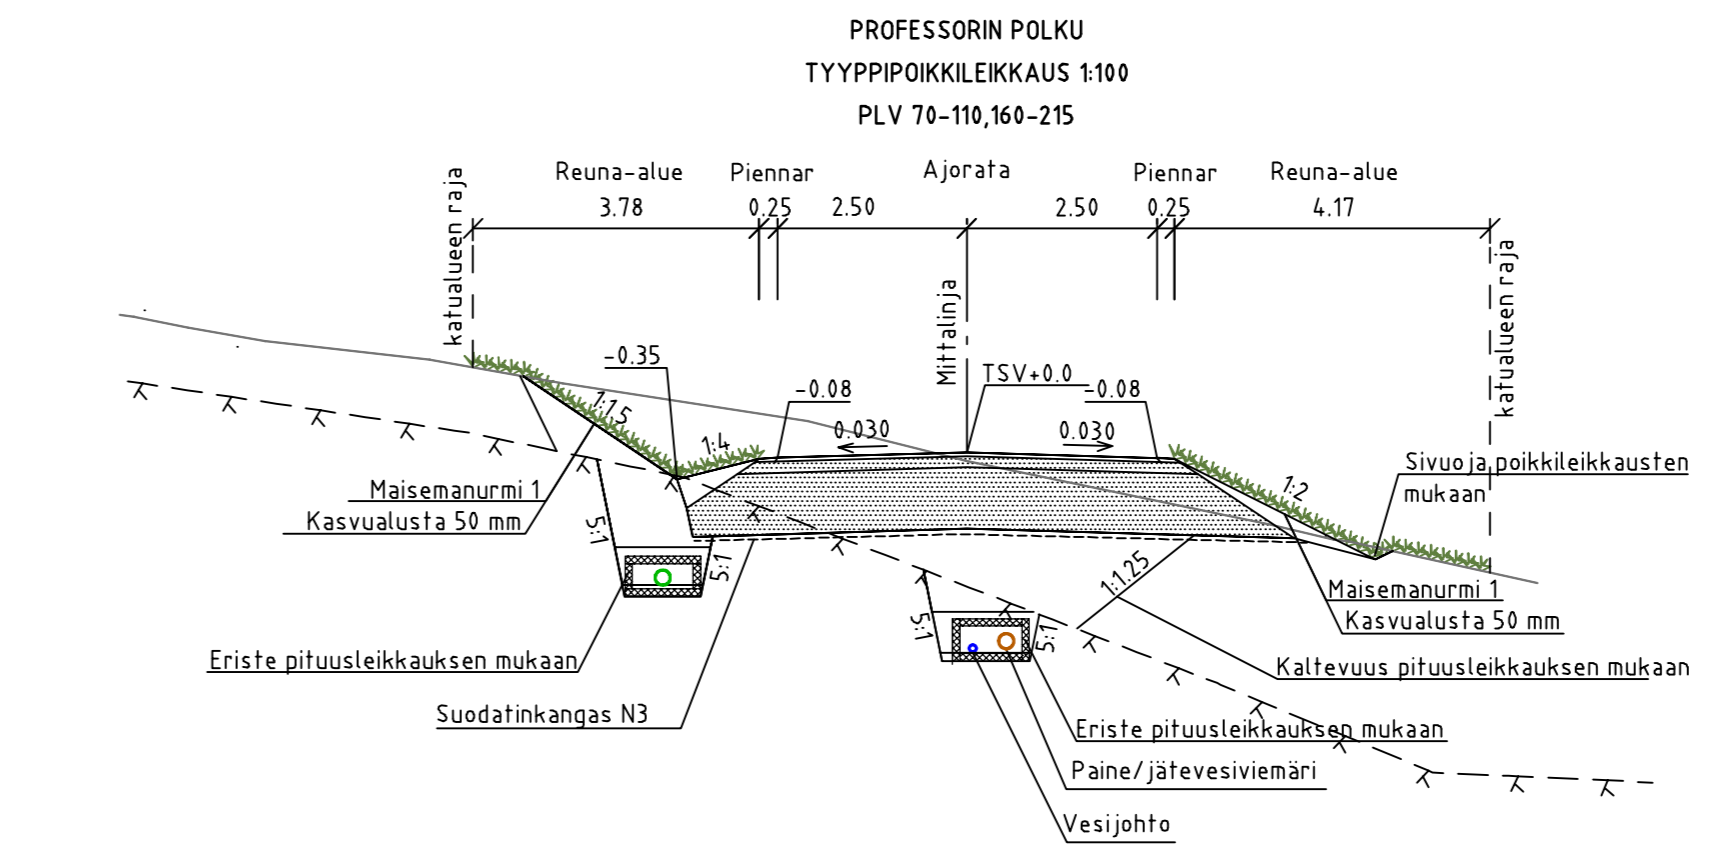 PROFESSORIN POLKU
TYYPPIPOIKKILEIKKAUS 1:100
PLV 70-110,160-215
Reuna-alue
Piennar
Ajorata
Piennar
Reuna-alue
3.78
0.25
2.50
2.50
0.25
4.17
katualueen raja
Mittalinja
katualueen raja
-0.35
-0.08
TSV+0.0
-0.08
1:1.5
1:4
0.030
0.030
1:2
Sivuoja poikkileikkausten
mukaan
Maisemanurmi 1
Kasvualusta 50 mm
5:1
5:1
1:1.25
Maisemanurmi 1
Kasvualusta 50 mm
5:1
5:1
Eriste pituusleikkauksen mukaan
Kaltevuus pituusleikkauksen mukaan
Suodatinkangas N3
Eriste pituusleikkauksen mukaan
Paine/jätevesiviemäri
Vesijohto